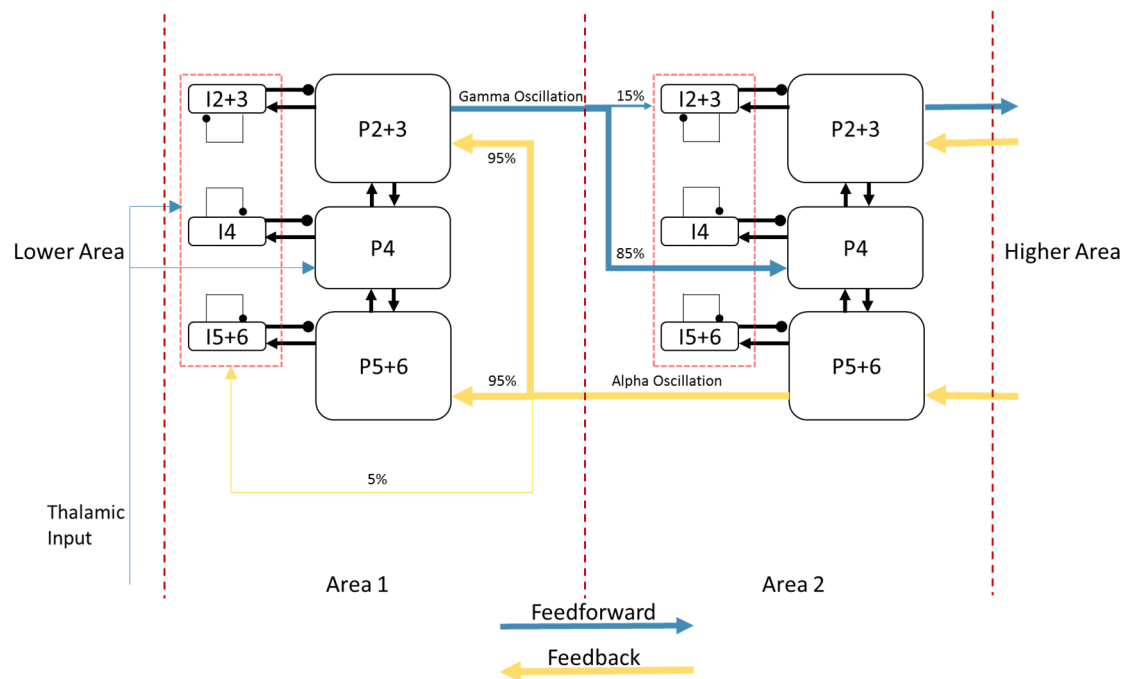 Gamma Oscillation
15%
I2+3
P2+3
I2+3
P2+3
95%
I4
P4
I4
P4
Lower Area
85%
Higher Area
I5+6
P5+6
I5+6
P5+6
95%
Alpha Oscillation
5%
Thalamic
Input
Area 1
Area 2
Feedforward
Feedback